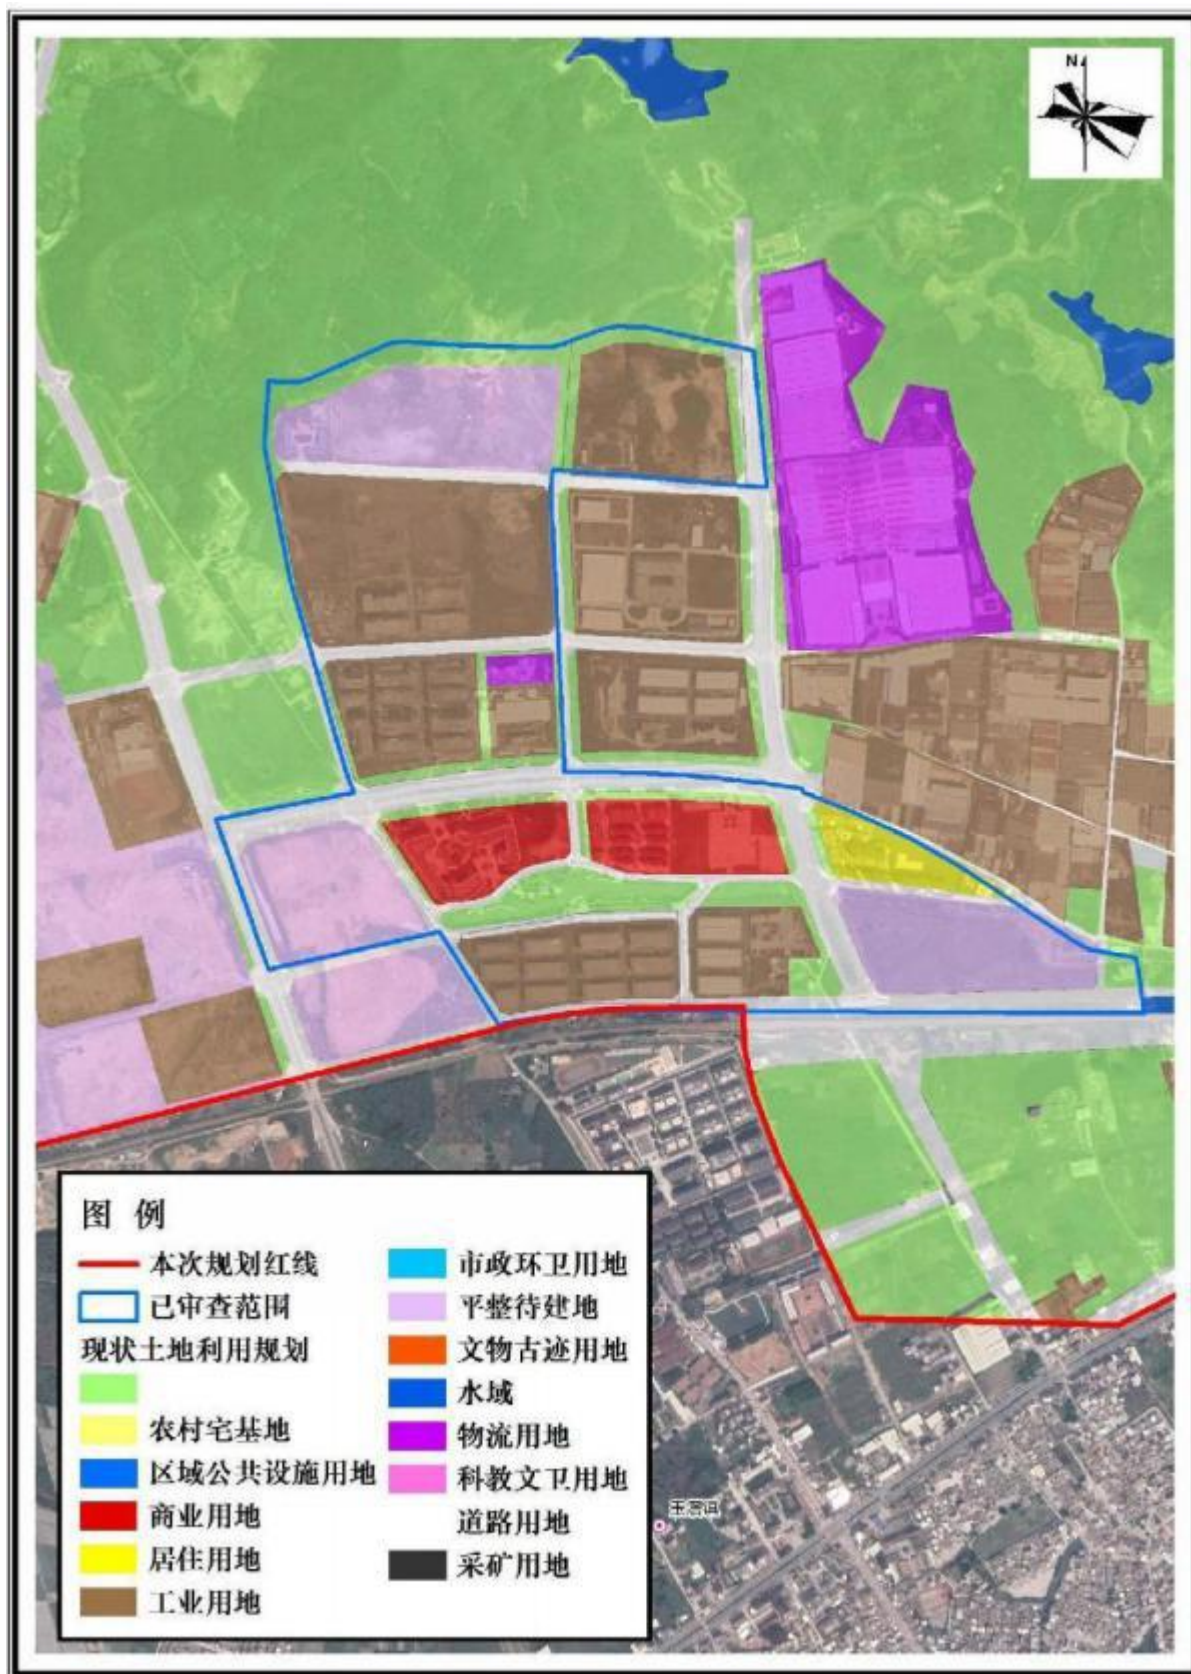 N
图 例
本次规划红线
已审查范围
现状土地利用规划
农村宅基地
区域公共设施用地
商业用地
居住用地
工业用地
市政环卫用地
平整待建地
文物古迹用地
水域
物流用地
科教文卫用地
道路用地
采矿用地